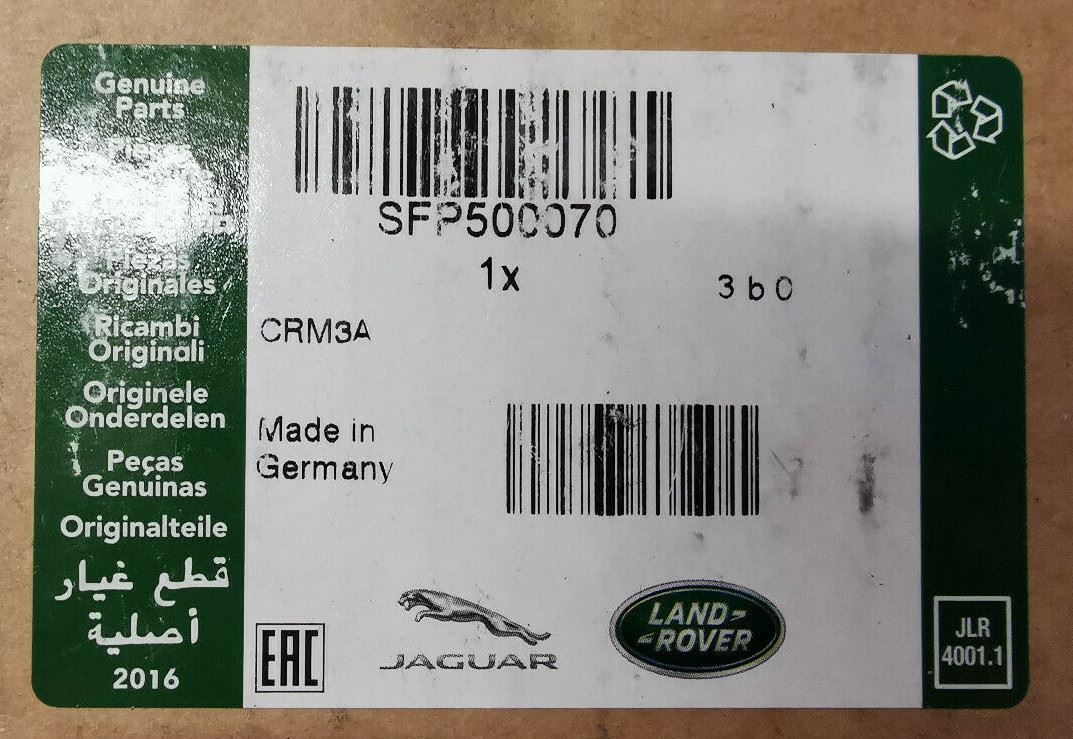 Genuine
Parts
Piezas
Originales
Ricambi
Originali
Originele
Onderdelen
Peças
Genuinas
Originalteile
قطع غيار
أصلية
2016
SFP500070
1x
3 b 0
CRM3A
Made in
Germany
EAC
JAGUAR
LAND-
-ROVER
JLR
4001.1